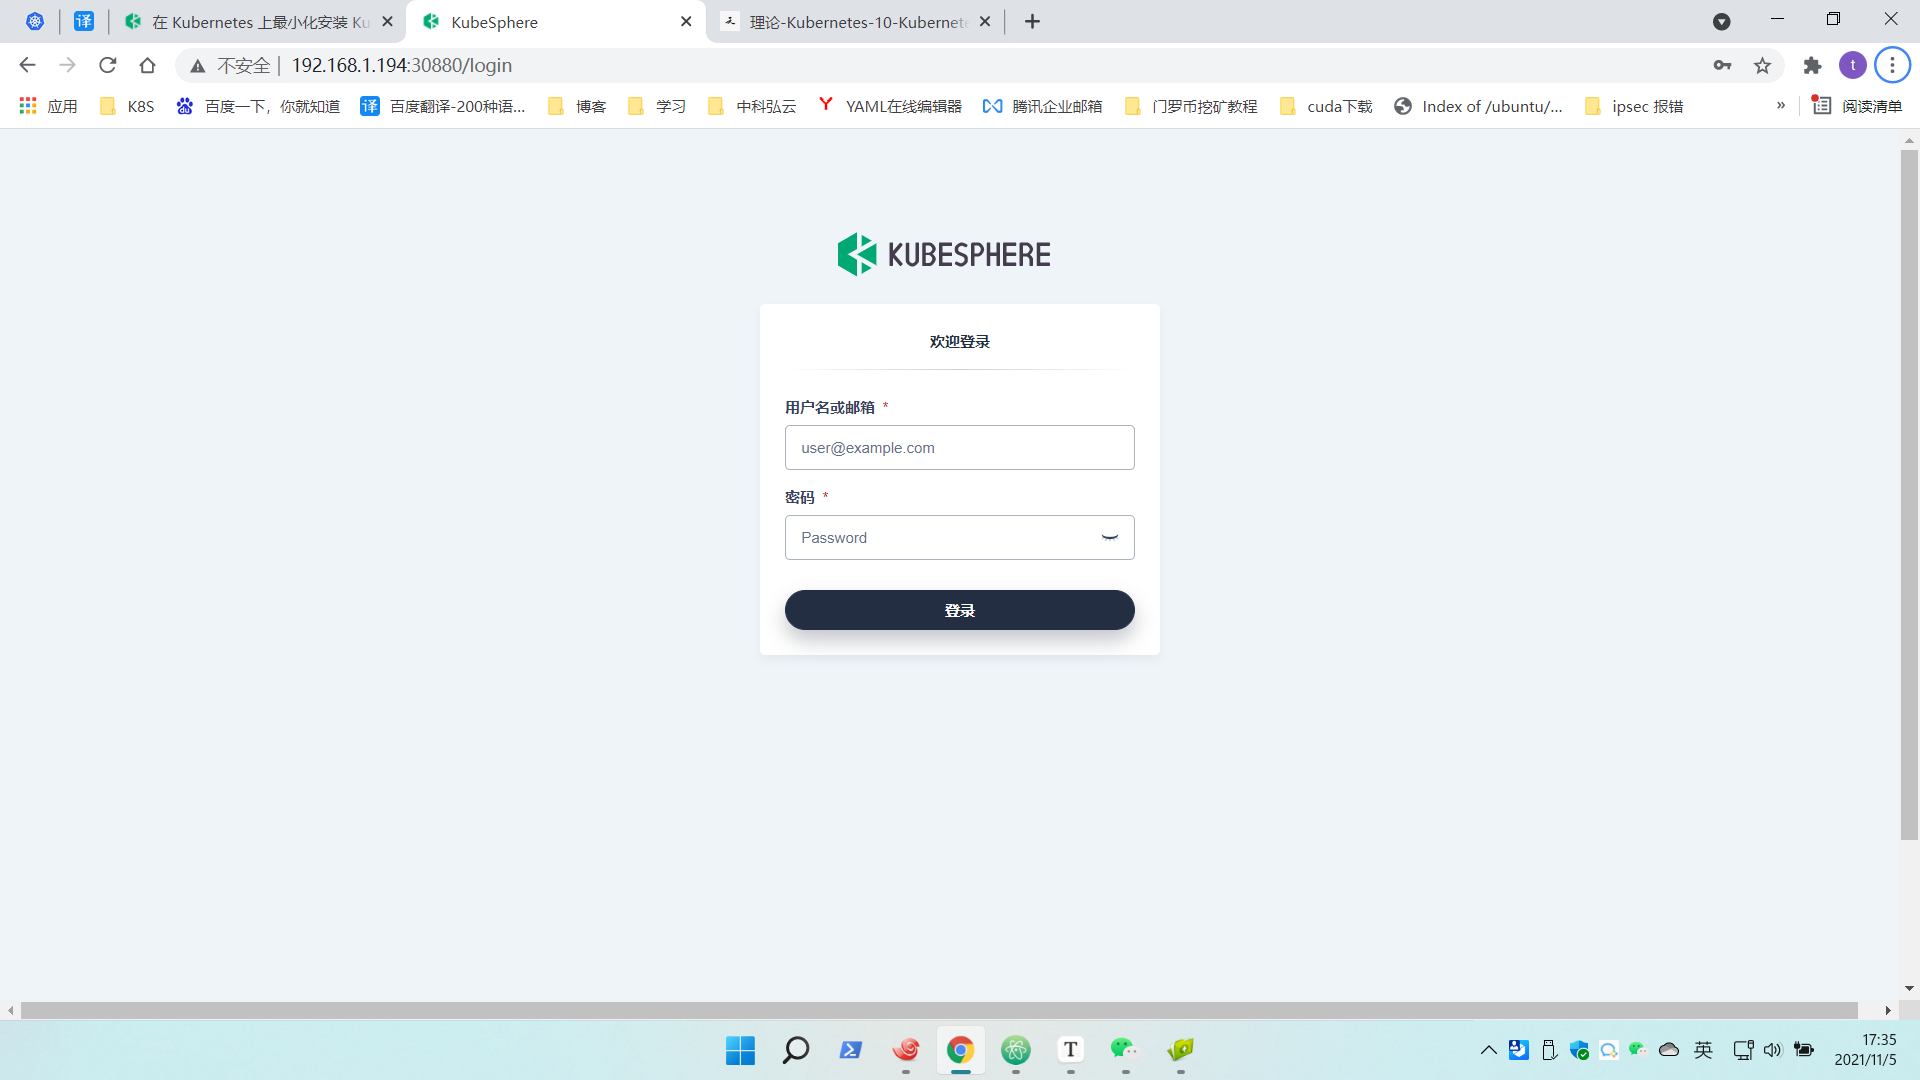 译
在 Kubernetes 上最小化安装 Ku
KubeSphere
理论-Kubernetes-10-Kubernete
不安全
192.168.1.194:30880/login
t
应用
K8S
百度一下，你就知道
译
百度翻译-200种语...
博客
学习
中科弘云
YAML在线编辑器
腾讯企业邮箱
门罗币挖矿教程
cuda下载
Index of /ubuntu/...
ipsec 报错
»
阅读清单
KUBESPHERE
欢迎登录
用户名或邮箱 *
user@example.com
密码 *
Password
登录
T
英
17:35
2021/11/5